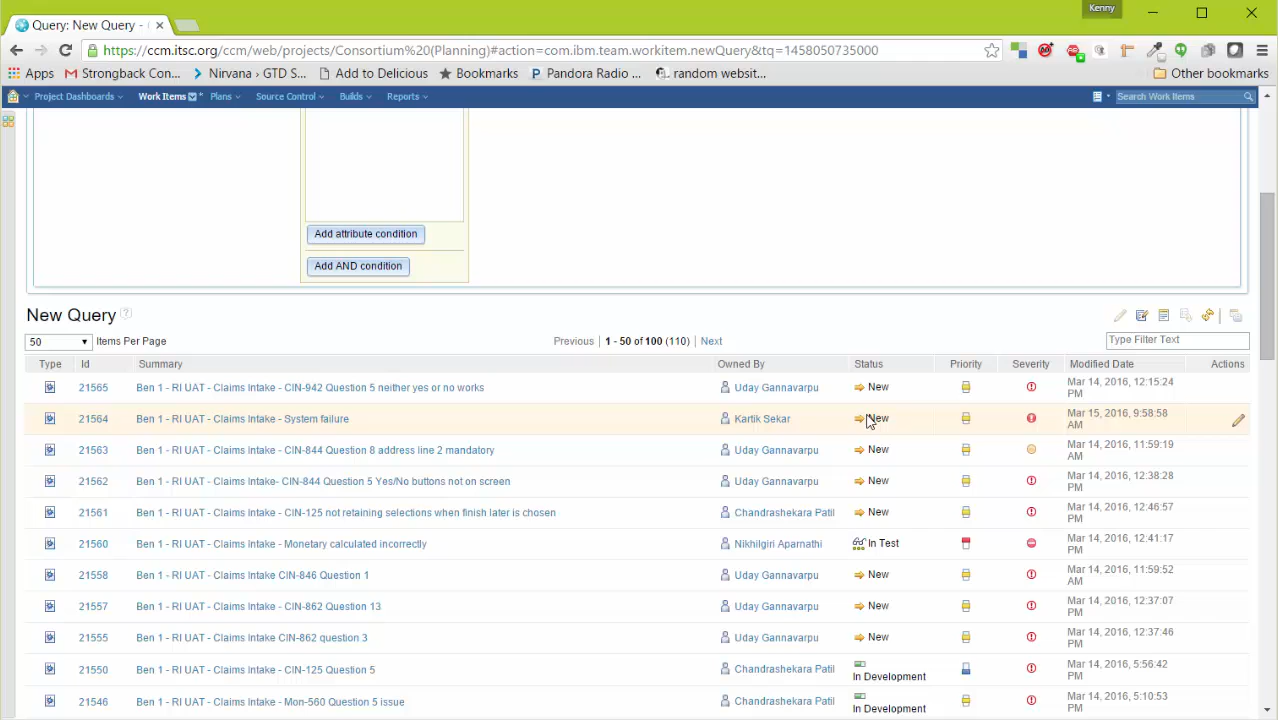 Kenny
Query: New Query -
https://ccm.itsc.org/ccm/web/projects/Consortium%20(Planning)#action=com.ibm.team.workitem.newQuery&tq=1458050735000
Apps Strongback Con... Nirvana > GTD S... Add to Delicious Bookmarks Pandora Radio ... random websit... Other bookmarks
Project Dashboards Work Items Plans Source Control Builds Reports Search Work Items
Add attribute condition
Add AND condition
New Query
50 Items Per Page Previous 1 - 50 of 100 (110) Next Type Filter Text
Type Id Summary Owned By Status Priority Severity Modified Date Actions
21565 Ben 1 - RI UAT - Claims Intake - CIN-942 Question 5 neither yes or no works Uday Gannavarpu New Mar 14, 2016, 12:15:24 PM
21564 Ben 1 - RI UAT - Claims Intake - System failure Kartik Sekar New Mar 15, 2016, 9:58:58 AM
21563 Ben 1 - RI UAT - Claims Intake - CIN-844 Question 8 address line 2 mandatory Uday Gannavarpu New Mar 14, 2016, 11:59:19 AM
21562 Ben 1 - RI UAT - Claims Intake- CIN-844 Question 5 Yes/No buttons not on screen Uday Gannavarpu New Mar 14, 2016, 12:38:28 PM
21561 Ben 1 - RI UAT - Claims Intake - CIN-125 not retaining selections when finish later is chosen Chandrashekara Patil New Mar 14, 2016, 12:46:57 PM
21560 Ben 1 - RI UAT - Claims Intake - Monetary calculated incorrectly Nikhilgiri Aparnathi In Test Mar 14, 2016, 12:41:17 PM
21558 Ben 1 - RI UAT - Claims Intake CIN-846 Question 1 Uday Gannavarpu New Mar 14, 2016, 11:59:52 AM
21557 Ben 1 - RI UAT - Claims Intake - CIN-862 Question 13 Uday Gannavarpu New Mar 14, 2016, 12:37:07 PM
21555 Ben 1 - RI UAT - Claims Intake CIN-862 question 3 Uday Gannavarpu New Mar 14, 2016, 12:37:46 PM
21550 Ben 1 - RI UAT - Claims Intake - CIN-125 Question 5 Chandrashekara Patil In Development Mar 14, 2016, 5:56:42 PM
21546 Ben 1 - RI UAT - Claims Intake - Mon-560 Question 5 issue Chandrashekara Patil In Development Mar 14, 2016, 5:10:53 PM